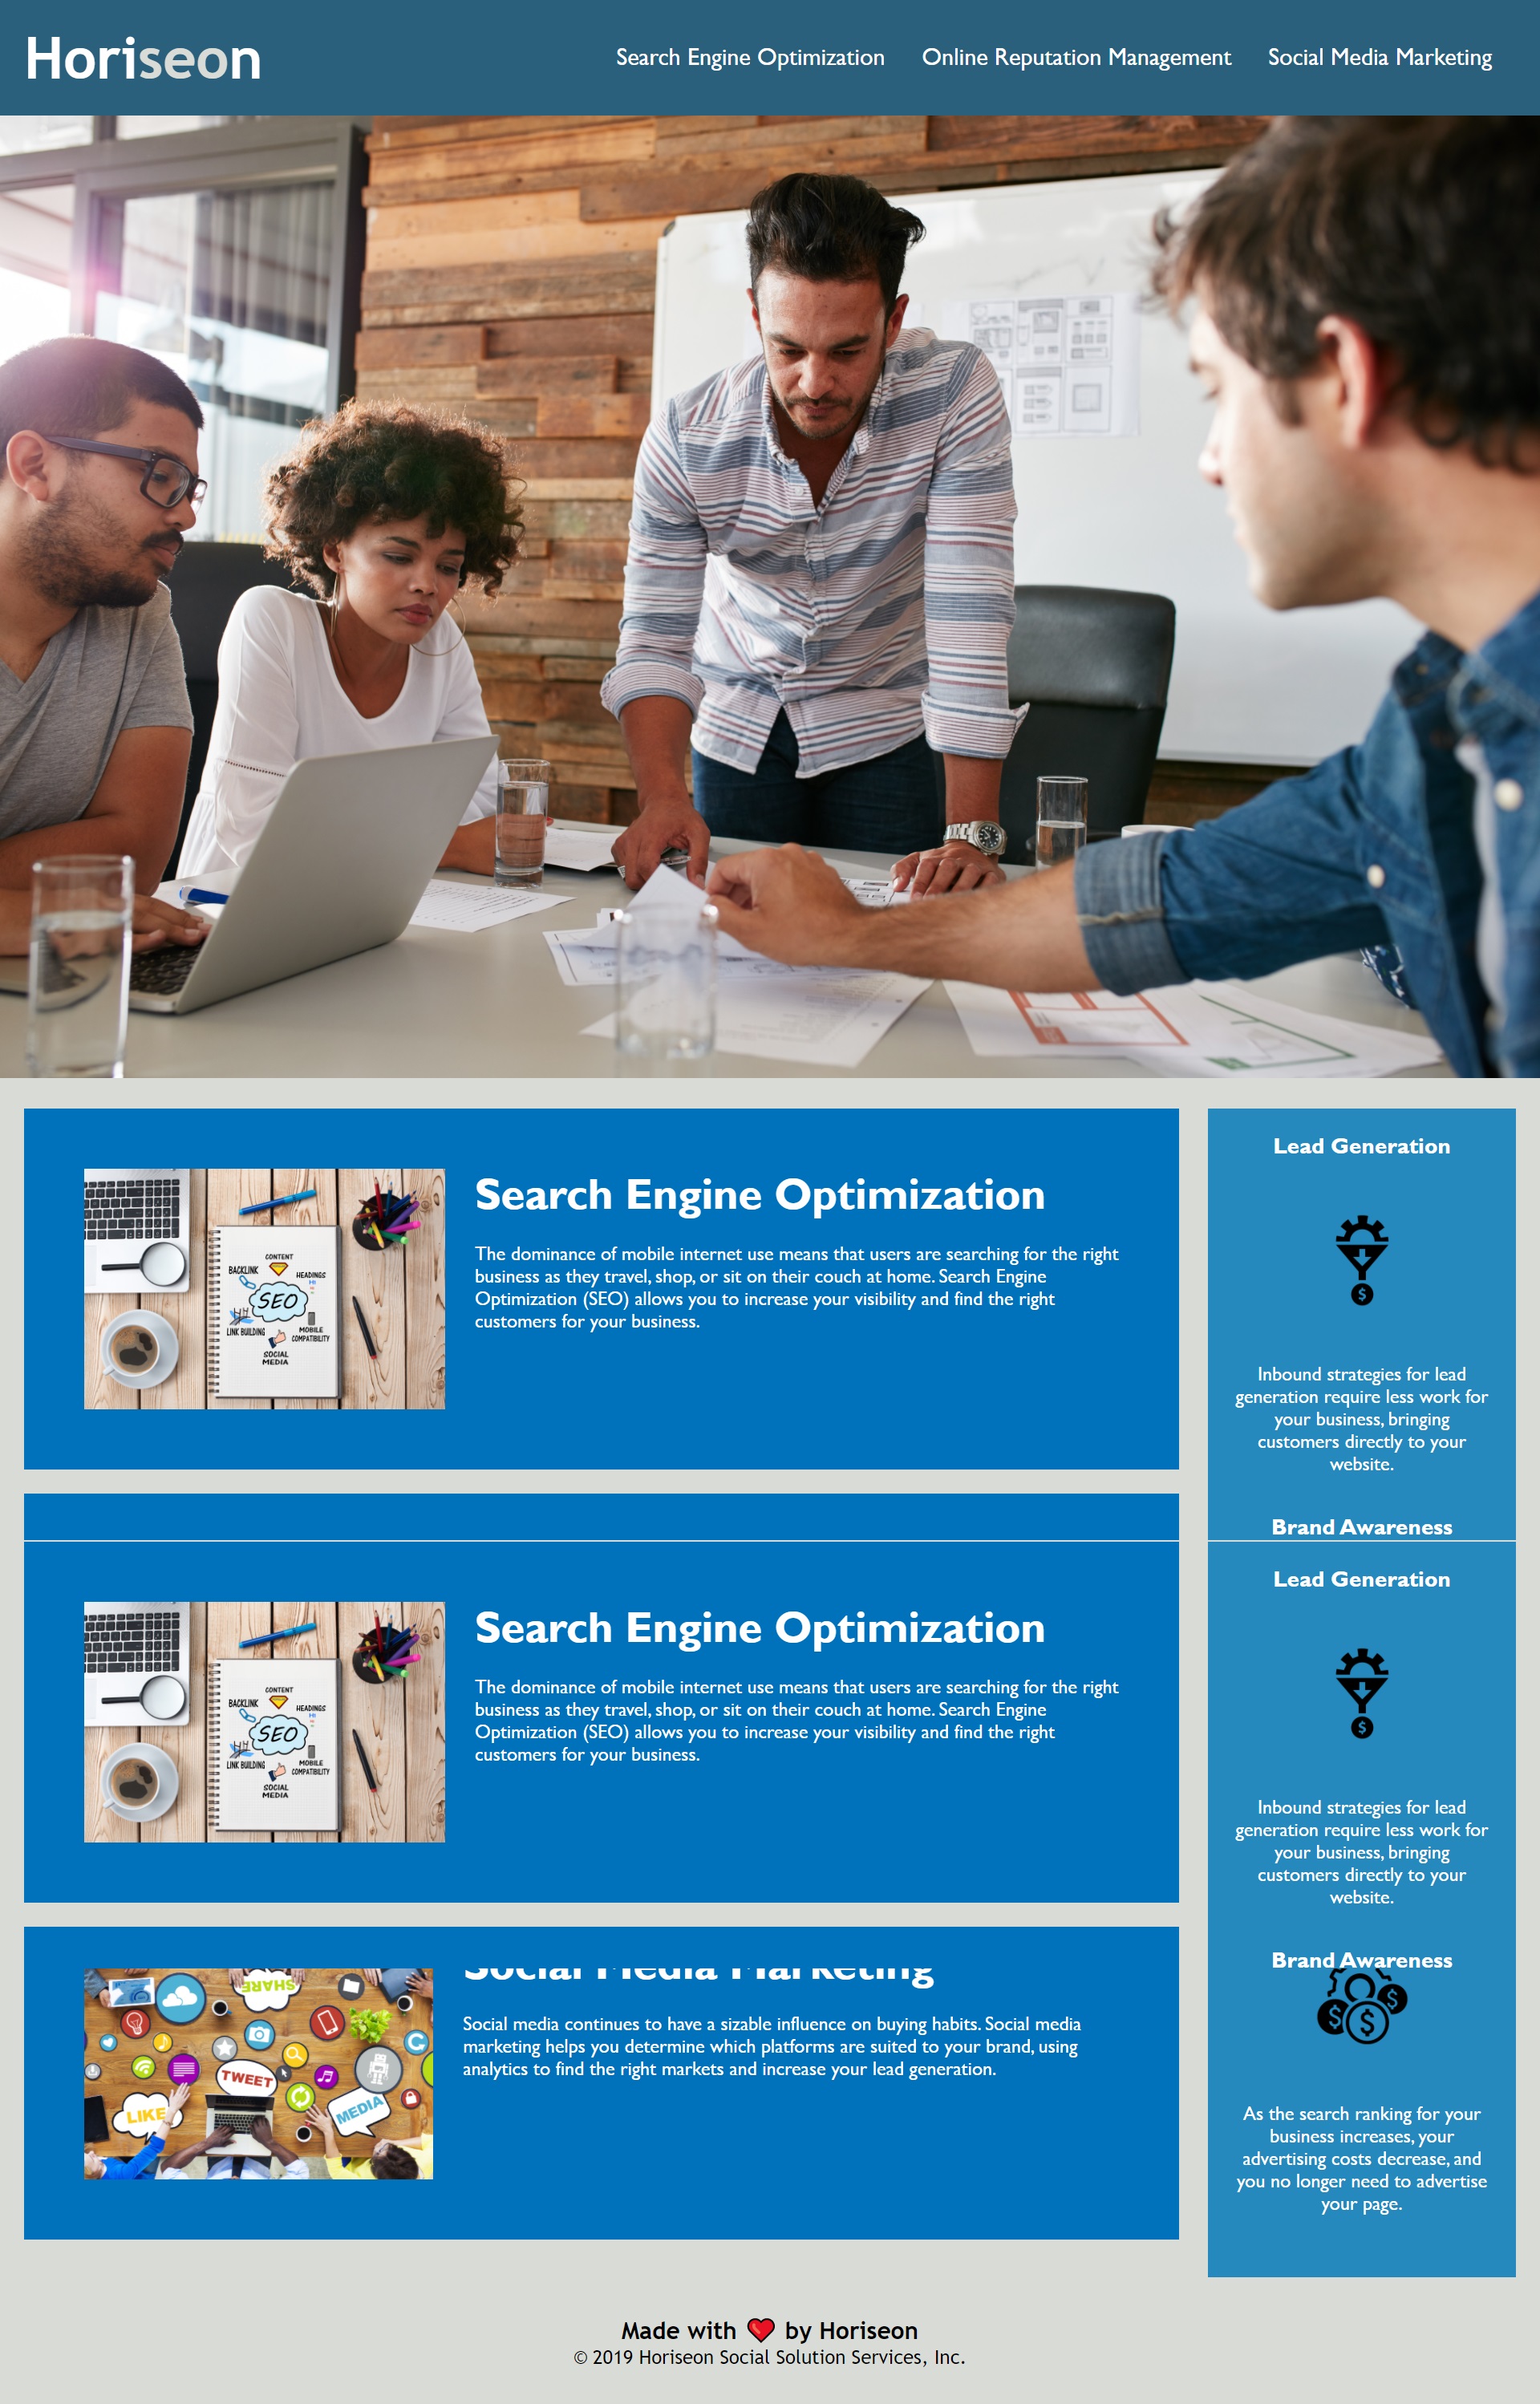 Horiseon
Search Engine Optimization
Online Reputation Management
Social Media Marketing
Search Engine Optimization
The dominance of mobile internet use means that users are searching for the right
business as they travel, shop, or sit on their couch at home. Search Engine
Optimization (SEO) allows you to increase your visibility and find the right
customers for your business.
CONTENT
BACKLINK
HEADINGS
SEO
LINK BUILDING
MOBILE
COMPATIBILITY
SOCIAL
MEDIA
Lead Generation
$
Inbound strategies for lead
generation require less work for
your business, bringing
customers directly to your
website.
Brand Awareness
Search Engine Optimization
The dominance of mobile internet use means that users are searching for the right
business as they travel, shop, or sit on their couch at home. Search Engine
Optimization (SEO) allows you to increase your visibility and find the right
customers for your business.
CONTENT
BACKLINK
HEADINGS
SEO
LINK BUILDING
MOBILE
COMPATIBILITY
SOCIAL
MEDIA
Lead Generation
$
Inbound strategies for lead
generation require less work for
your business, bringing
customers directly to your
website.
Brand Awareness
Social Media Marketing
Social media continues to have a sizable influence on buying habits. Social media
marketing helps you determine which platforms are suited to your brand, using
analytics to find the right markets and increase your lead generation.
SHARE
TWEET
LIKE
MEDIA
$ $ $
As the search ranking for your
business increases, your
advertising costs decrease, and
you no longer need to advertise
your page.
Made with ❤️ by Horiseon
© 2019 Horiseon Social Solution Services, Inc.